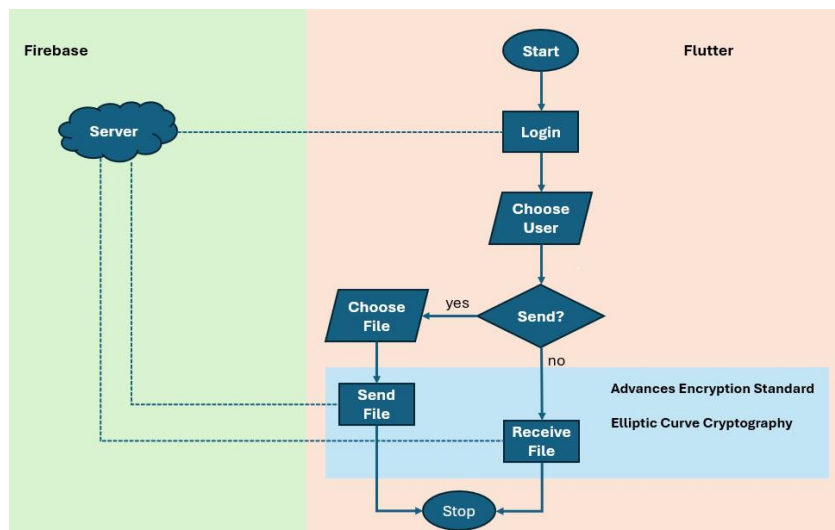 Firebase
Start
Flutter
Server
Login
Choose
User
Choose
File
yes
Send?
no
Send
File
Advances Encryption Standard
Receive
File
Elliptic Curve Cryptography
Stop